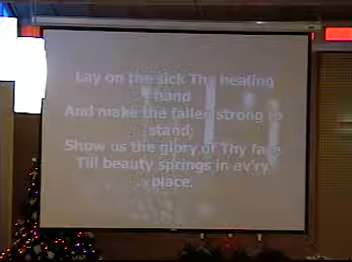 Lay on the sick Thy healing
hand
And make the fallen strong to
stand;
Show us the glory of Thy face
Till beauty springs in ev'ry
place.